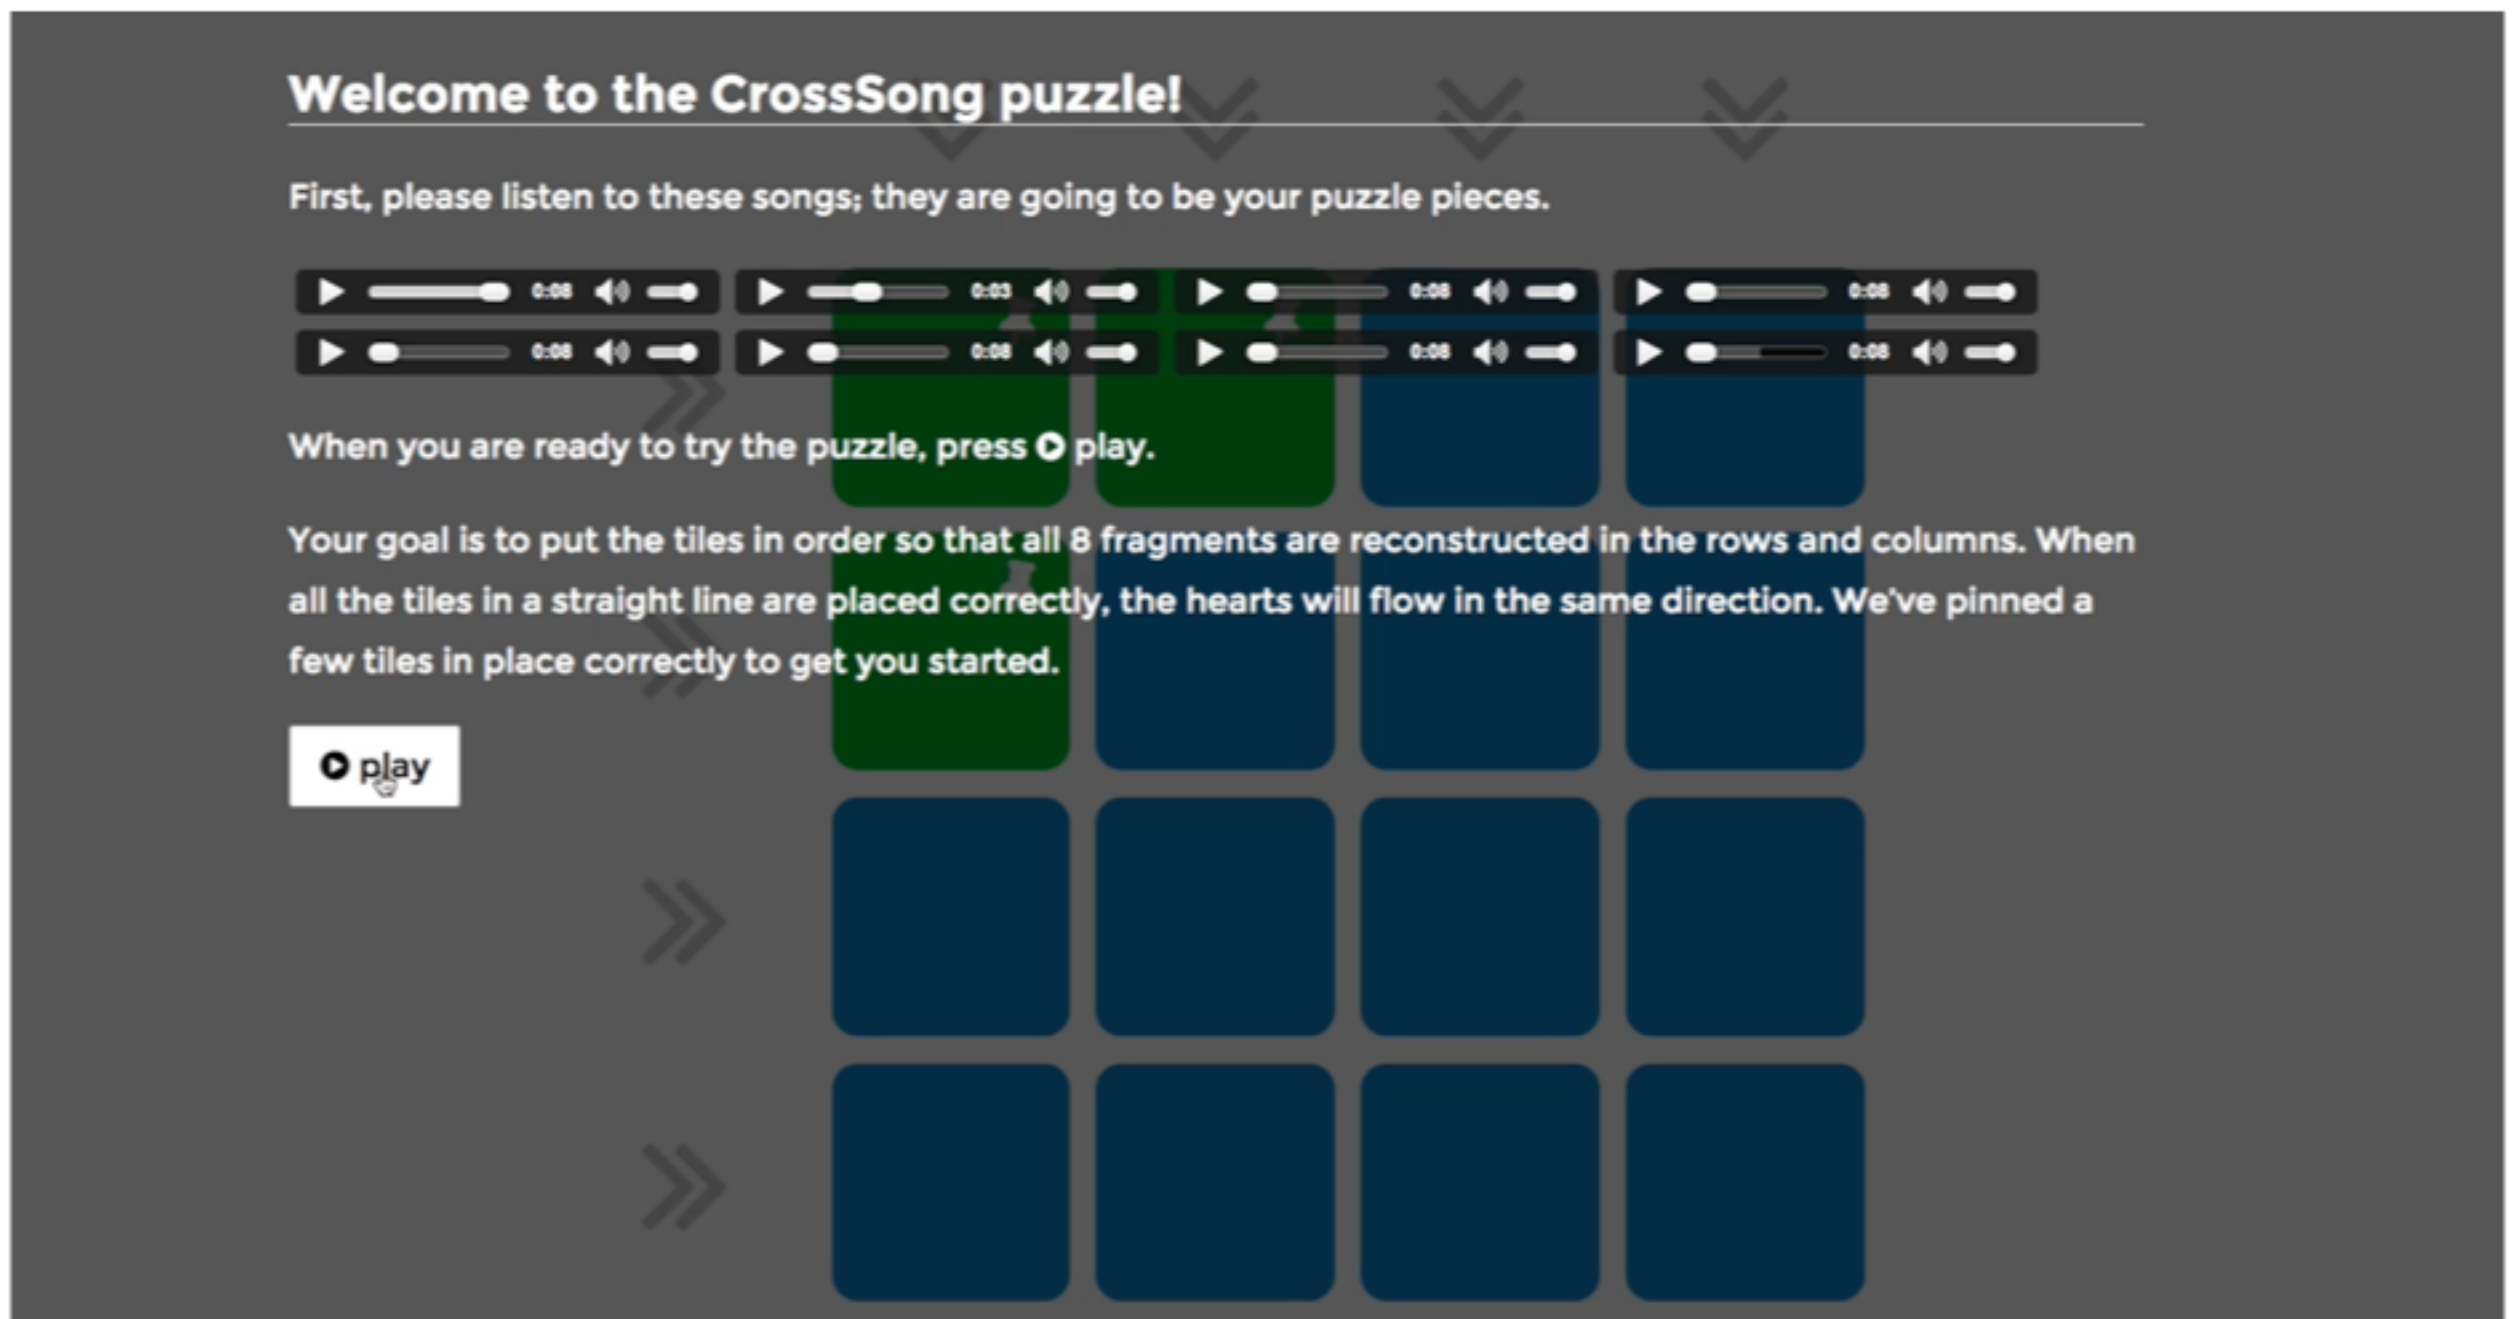 Welcome to the CrossSong puzzle!
First, please listen to these songs; they are going to be your puzzle pieces.
0:08 0:03 0:08 0:08
0:08 0:08 0:08 0:08
When you are ready to try the puzzle, press play.
Your goal is to put the tiles in order so that all 8 fragments are reconstructed in the rows and columns. When
all the tiles in a straight line are placed correctly, the hearts will flow in the same direction. We've pinned a
few tiles in place correctly to get you started.
play